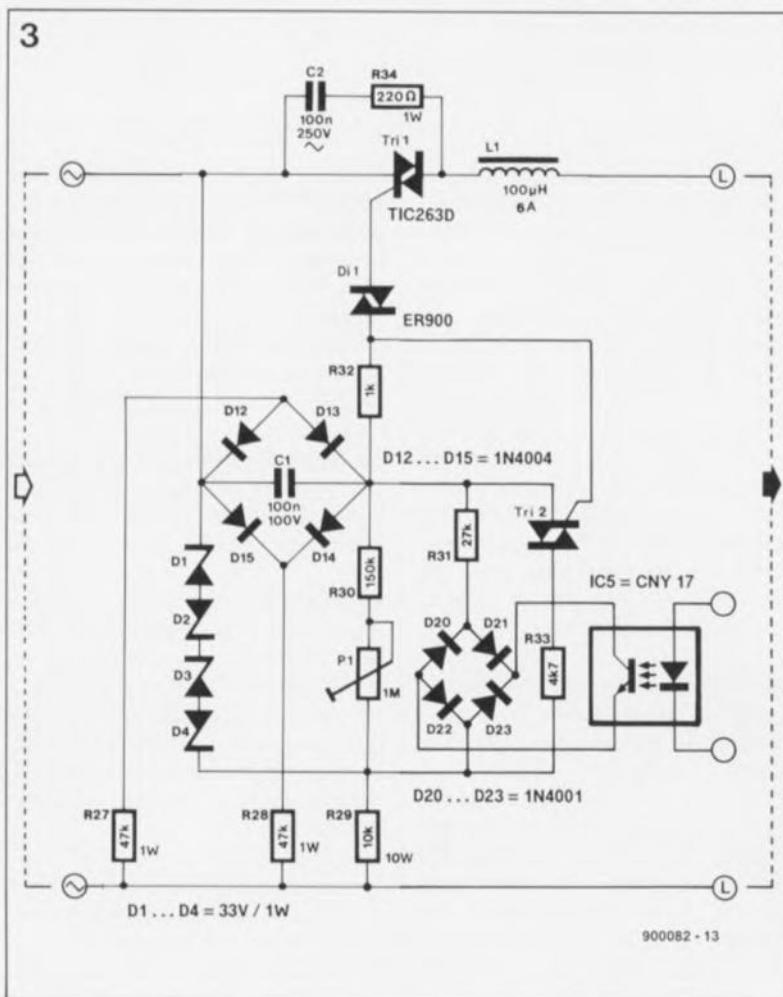 3
C2
100n
250V
∼
R34
220Ω
1W
Tri 1
TIC263D
L1
100µH
6A
L
Di 1
ER900
R32
1k
D12
D13
C1
100n
100V
D15
D14
D12 ... D15 = 1N4004
R30
150k
R31
27k
Tri 2
IC5 = CNY 17
D1
D2
D3
D4
P1
1M
D20
D21
D22
D23
R33
4k7
D20 ... D23 = 1N4001
R27
47k
1W
R28
47k
1W
R29
10k
10W
L
D1 ... D4 = 33V / 1W
900082 - 13